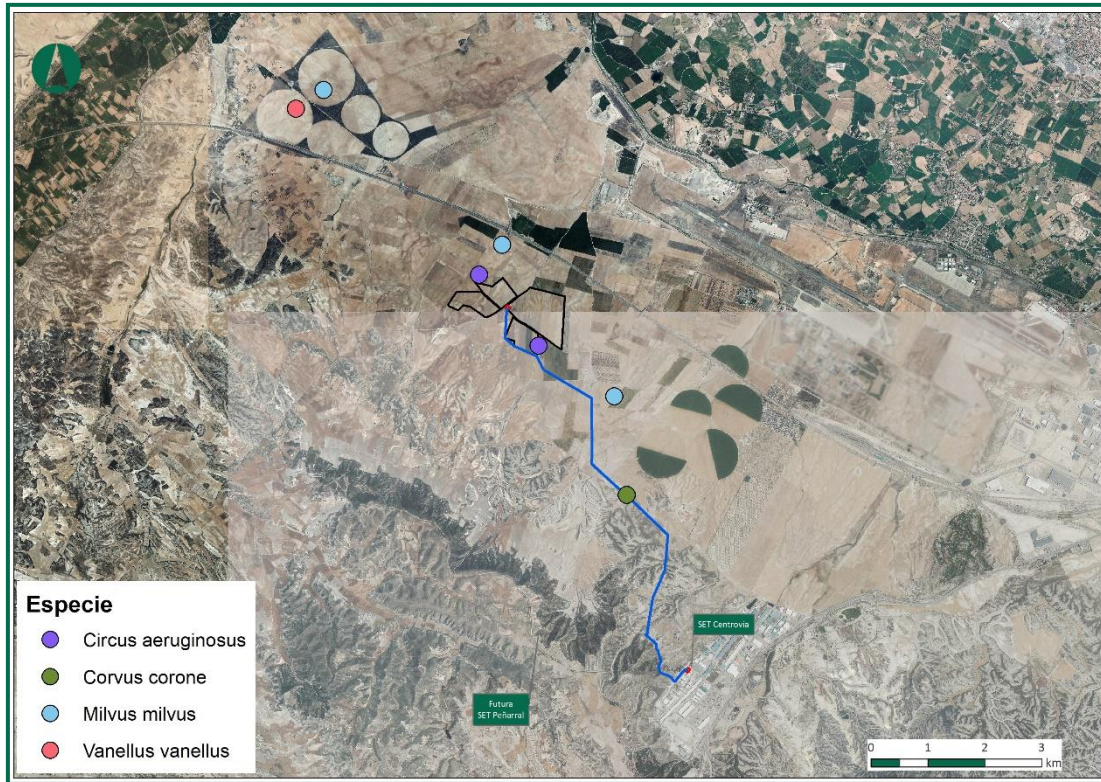 SET Centrovia
Futura
SET Peñarral
Especie
Circus aeruginosus
Corvus corone
Milvus milvus
Vanellus vanellus
0 1 2 3
km